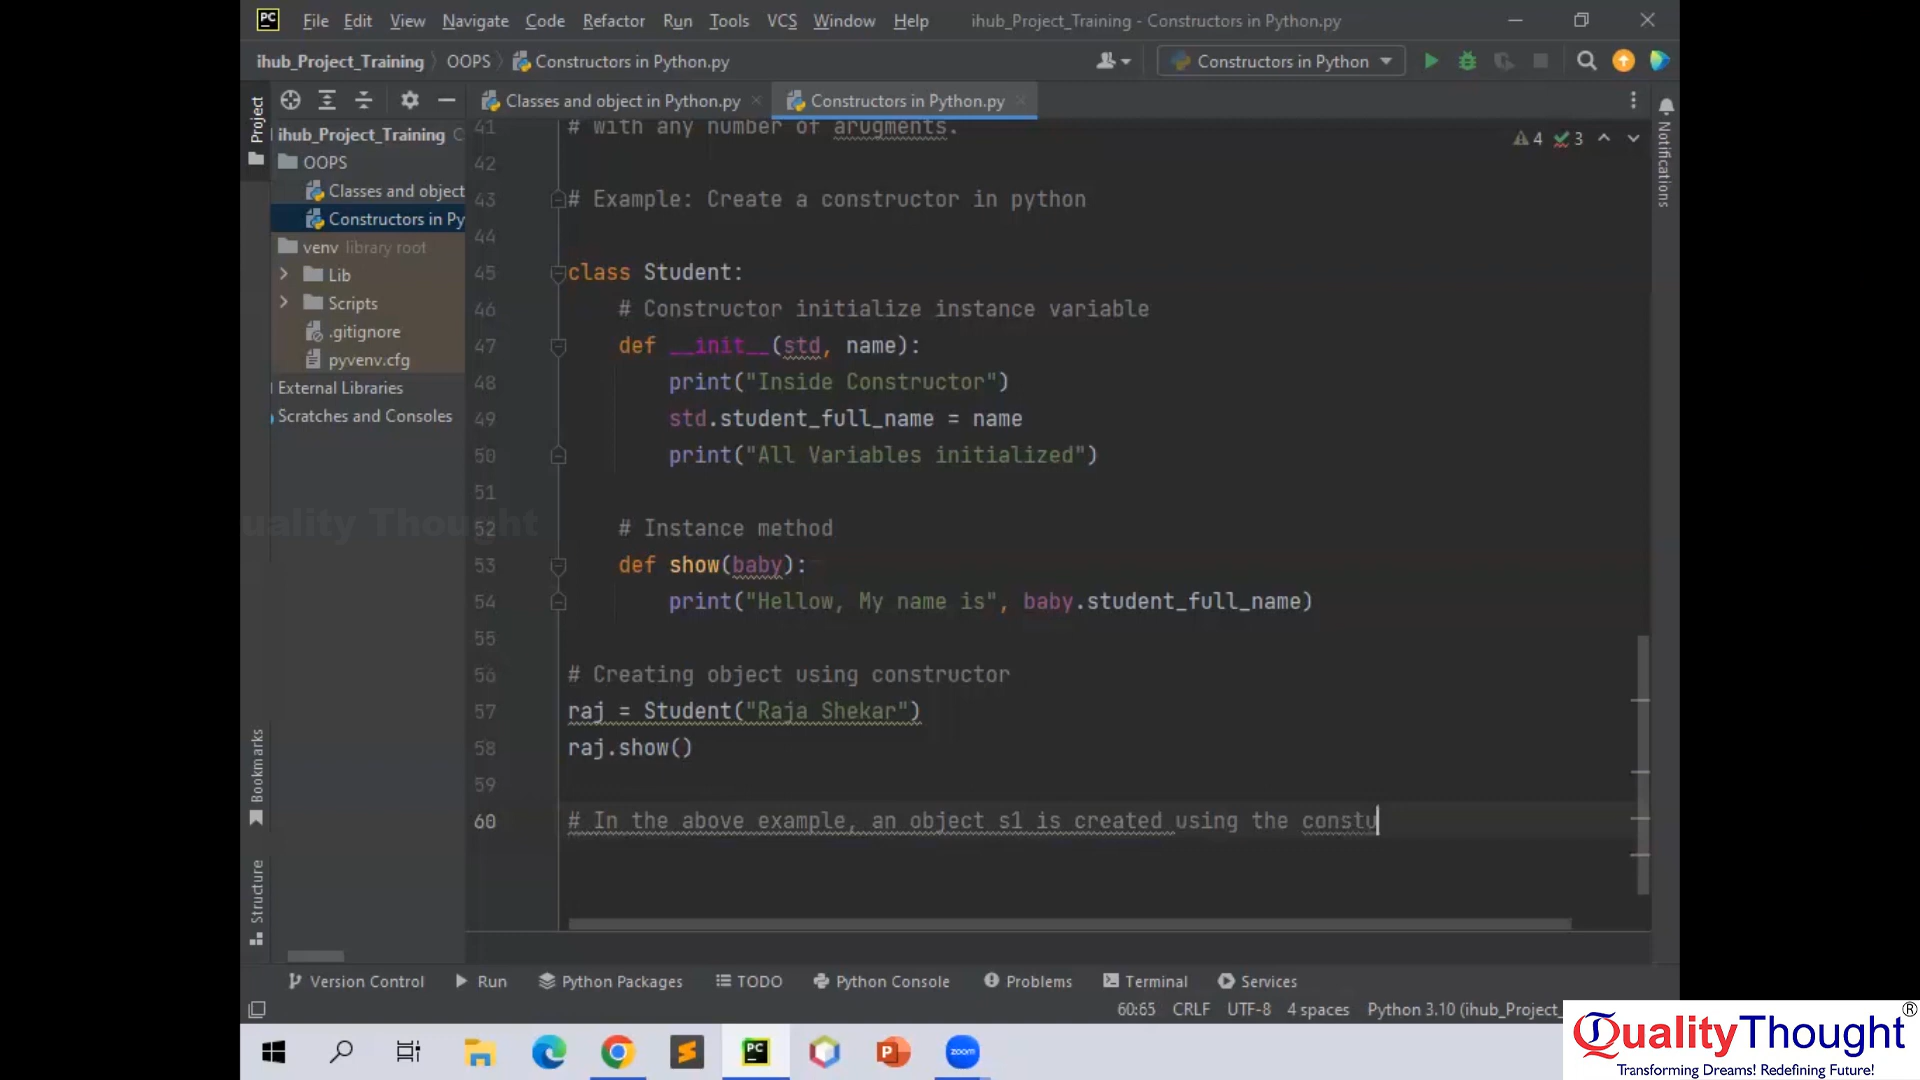 PC File Edit View Navigate Code Refactor Run Tools VCS Window Help ihub_Project_Training - Constructors in Python.py
ihub_Project_Training OOPS Constructors in Python.py Constructors in Python
Project
Classes and object in Python.py
Constructors in Python.py
Notifications
ihub_Project_Training C
OOPS
Classes and object
Constructors in Py
venv library root
Lib
Scripts
.gitignore
pyvenv.cfg
External Libraries
Scratches and Consoles
4 3
41 # with any number of arugments.
42
43 # Example: Create a constructor in python
44
45 class Student:
46 # Constructor initialize instance variable
47 def __init__(std, name):
48 print("Inside Constructor")
49 std.student_full_name = name
50 print("All Variables initialized")
51
52 # Instance method
53 def show(baby):
54 print("Hellow, My name is", baby.student_full_name)
55
56 # Creating object using constructor
57 raj = Student("Raja Shekar")
58 raj.show()
59
60 # In the above example, an object s1 is created using the constu
uality Thought
Bookmarks
Structure
Version Control Run Python Packages TODO Python Console Problems Terminal Services
60:65 CRLF UTF-8 4 spaces Python 3.10 (ihub_Project_
PC
zoom
QualityThought®
Transforming Dreams! Redefining Future!